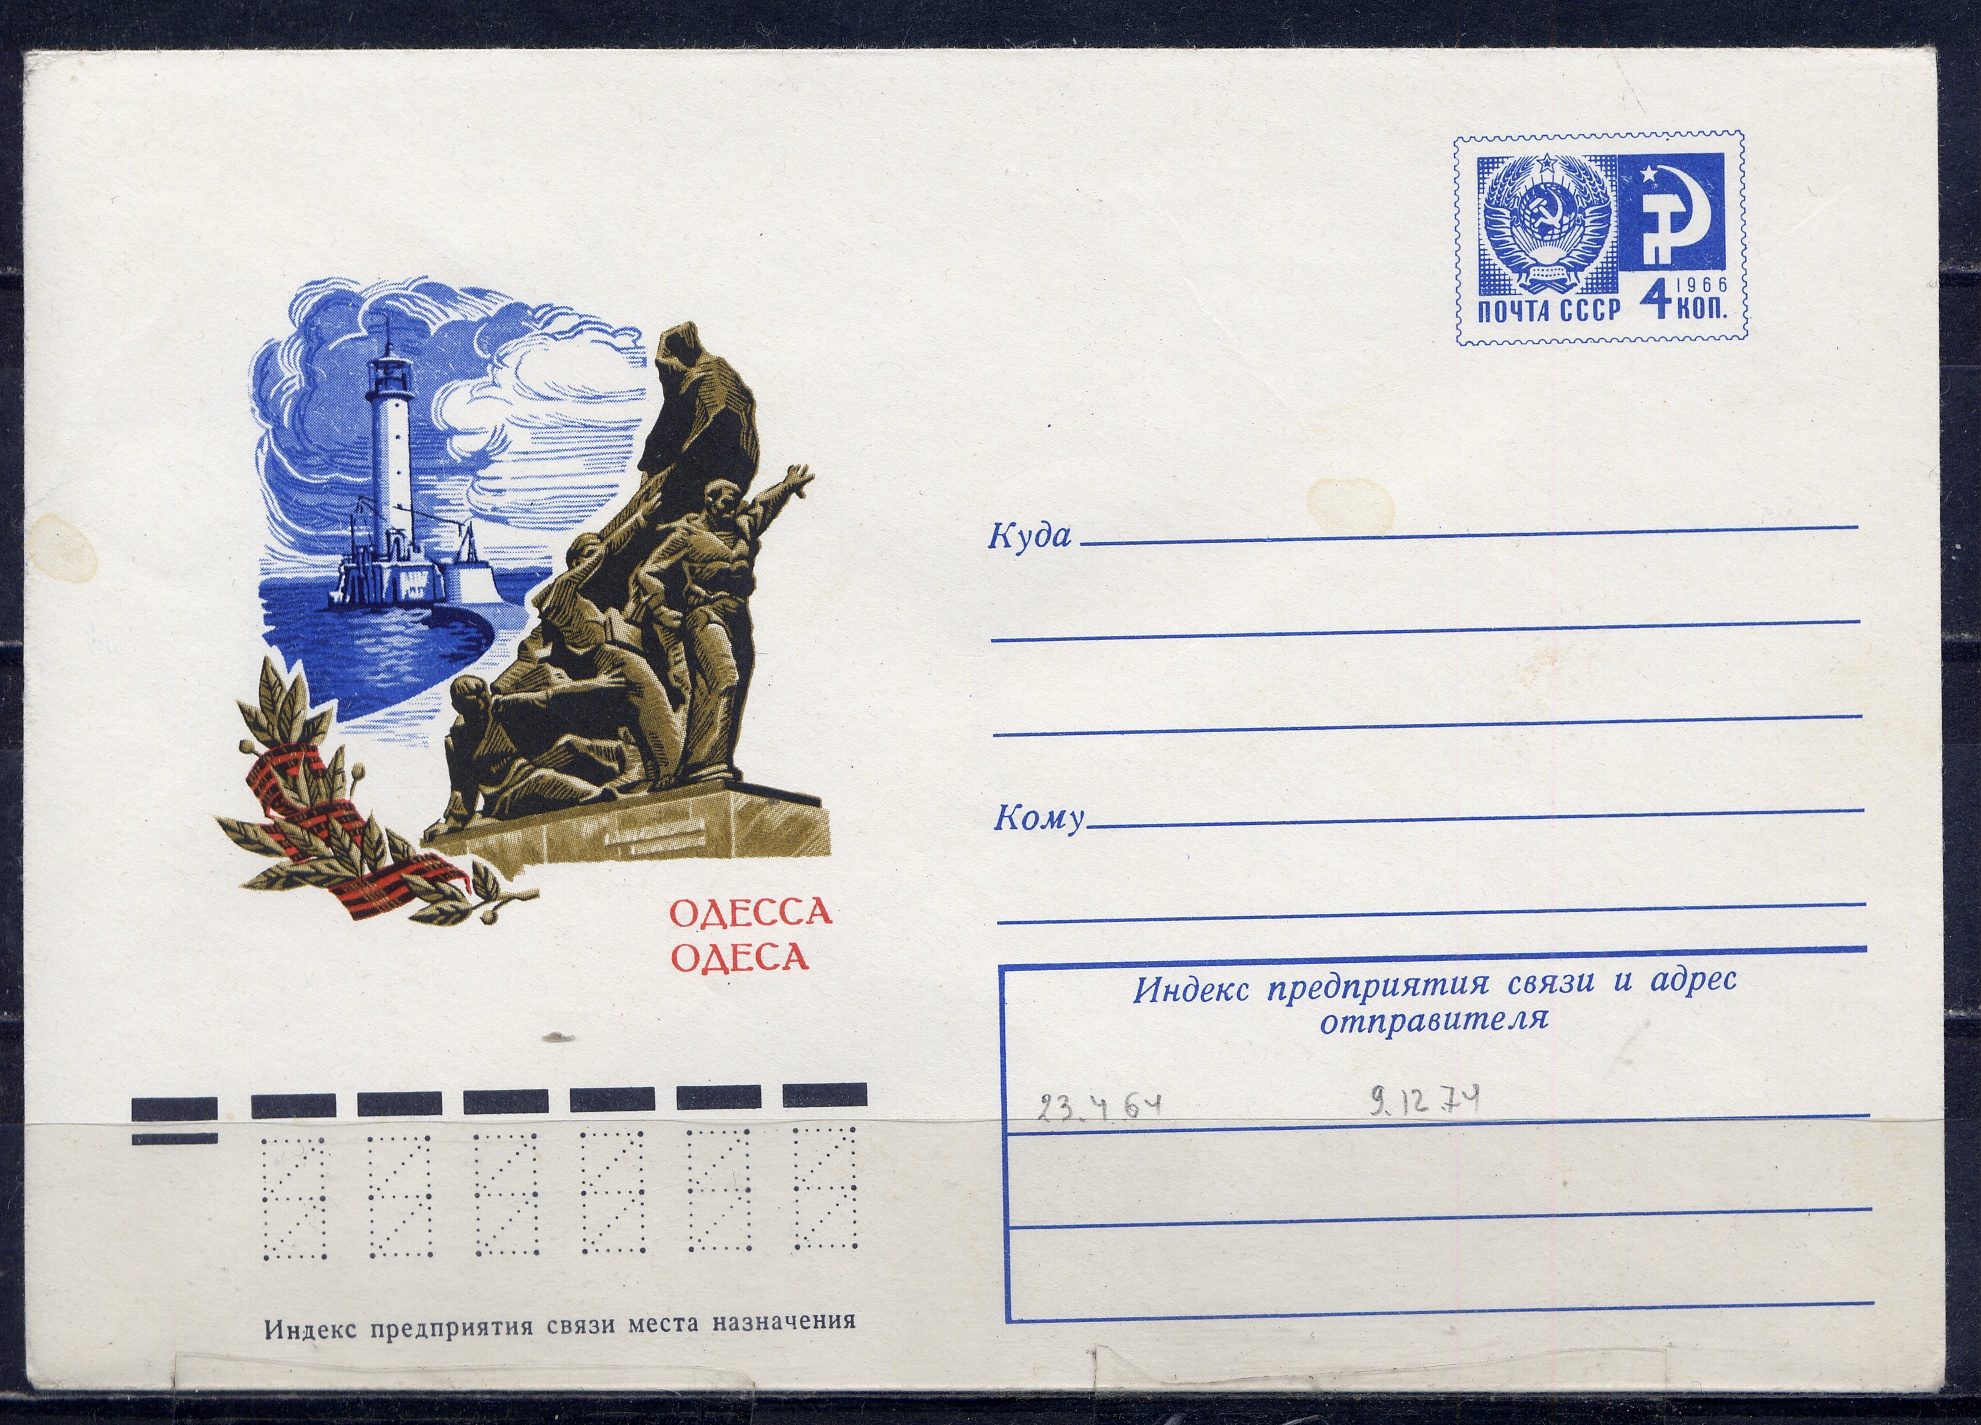 1966
ПОЧТА СССР 4 КОП.
Куда
Кому
ОДЕССА
ОДЕСА
Индекс предприятия связи и адрес
отправителя
23.4.64 9.12.74
Индекс предприятия связи места назначения